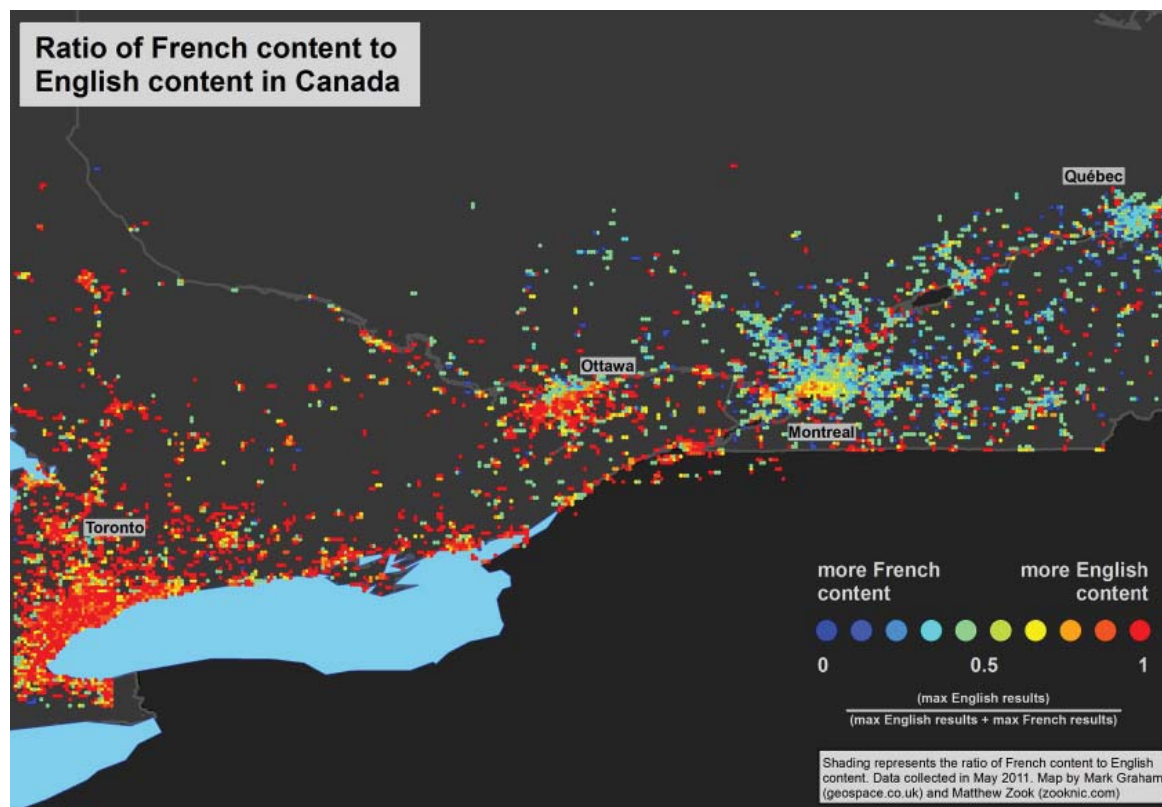 Ratio of French content to
English content in Canada
Québec
Ottawa
Montreal
Toronto
more French
content
more English
content
0
0.5
1
(max English results)
(max English results + max French results)
Shading represents the ratio of French content to English
content. Data collected in May 2011. Map by Mark Graham
(geospace.co.uk) and Matthew Zook (zooknic.com)